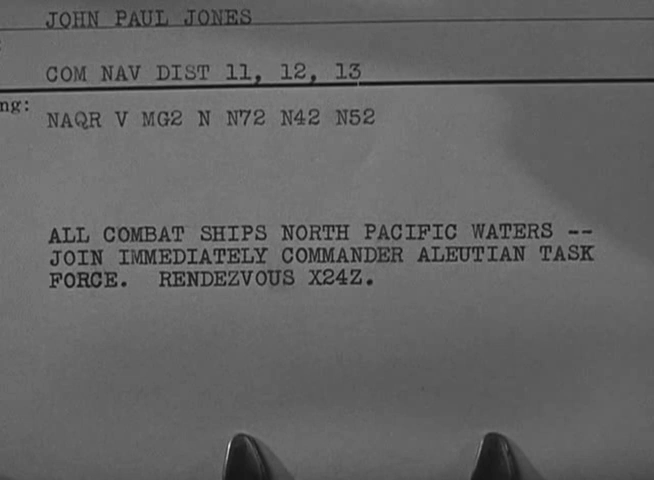 JOHN PAUL JONES
COM NAV DIST 11, 12, 13
ng:
NAQR V MG2 N N72 N42 N52
ALL COMBAT SHIPS NORTH PACIFIC WATERS --
JOIN IMMEDIATELY COMMANDER ALEUTIAN TASK
FORCE. RENDEZVOUS X24Z.